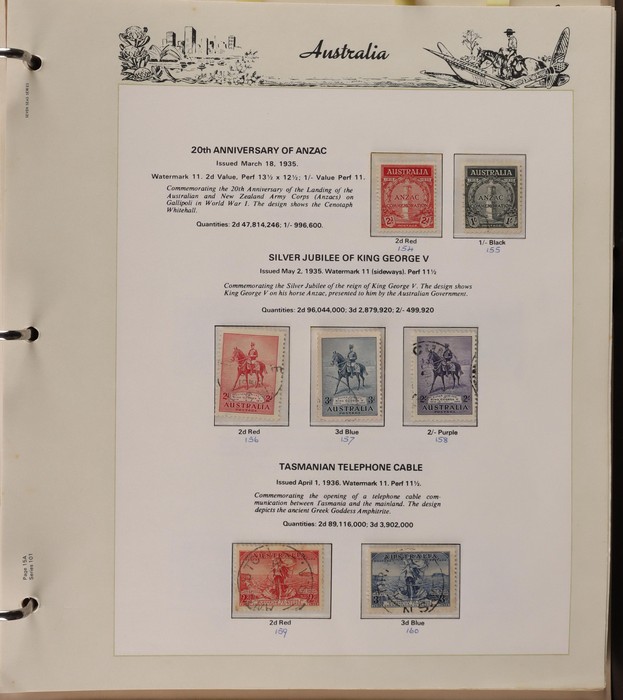 Australia
20th ANNIVERSARY OF ANZAC
Issued March 18, 1935.
Watermark 11. 2d Value, Perf 13½ x 12½; 1/- Value Perf 11.
Commemorating the 20th Anniversary of the Landing of the
Australian and New Zealand Army Corps (Anzacs) on
Gallipoli in World War I. The design shows the Cenotaph
Whitehall.
Quantities: 2d 47,814,246; 1/- 996,600.
AUSTRALIA
ANZAC
AUSTRALIA
ANZAC
2d Red
154
1/- Black
155
SILVER JUBILEE OF KING GEORGE V
Issued May 2, 1935. Watermark 11 (sideways). Perf 11½
Commemorating the Silver Jubilee of the reign of King George V. The design shows
King George V on his horse Anzac, presented to him by the Australian Government.
Quantities: 2d 96,044,000; 3d 2,879,920; 2/- 499,920
AUSTRALIA
AUSTRALIA
AUSTRALIA
2d Red
156
3d Blue
157
2/- Purple
158
TASMANIAN TELEPHONE CABLE
Issued April 1, 1936. Watermark 11. Perf 11½.
Commemorating the opening of a telephone cable com-
munication between Tasmania and the mainland. The design
depicts the ancient Greek Goddess Amphitrite.
Quantities: 2d 89,116,000; 3d 3,902,000
AUSTRALIA
AUSTRALIA
2d Red
159
3d Blue
160
Page 15A
Series 101